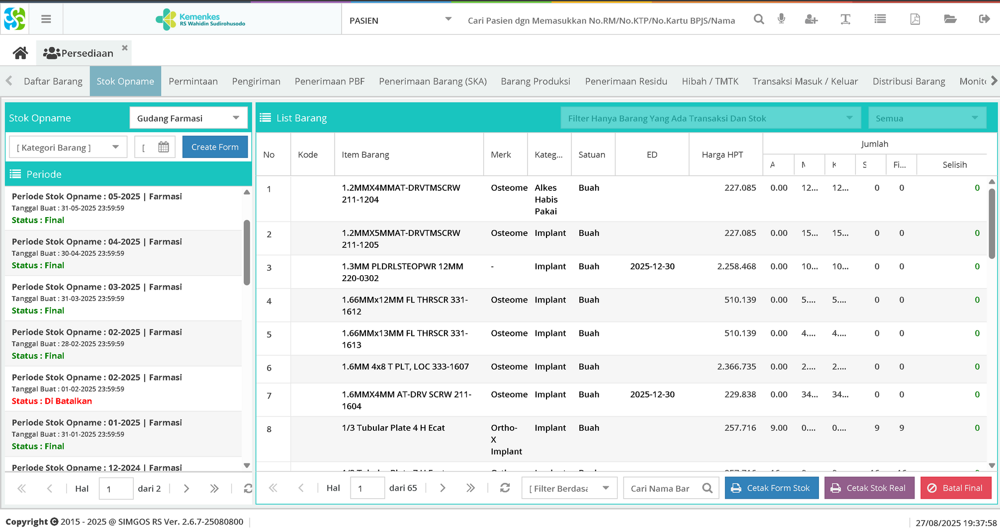 Kemenkes
RS Wahidin Sudirohusodo
PASIEN
Cari Pasien dgn Memasukkan No.RM/No.KTP/No.Kartu BPJS/Nama
Persediaan
Daftar Barang
Stok Opname
Permintaan
Pengiriman
Penerimaan PBF
Penerimaan Barang (SKA)
Barang Produksi
Penerimaan Residu
Hibah / TMTK
Transaksi Masuk / Keluar
Distribusi Barang
Stok Opname
Gudang Farmasi
[ Kategori Barang ]
[
Create Form
Periode
Periode Stok Opname : 05-2025 | Farmasi
Tanggal Buat : 31-05-2025 23:59:59
Status : Final
Periode Stok Opname : 04-2025 | Farmasi
Tanggal Buat : 30-04-2025 23:59:59
Status : Final
Periode Stok Opname : 03-2025 | Farmasi
Tanggal Buat : 31-03-2025 23:59:59
Status : Final
Periode Stok Opname : 02-2025 | Farmasi
Tanggal Buat : 28-02-2025 23:59:59
Status : Final
Periode Stok Opname : 02-2025 | Farmasi
Tanggal Buat : 01-02-2025 23:59:59
Status : Di Batalkan
Periode Stok Opname : 01-2025 | Farmasi
Tanggal Buat : 31-01-2025 23:59:59
Status : Final
Periode Stok Opname : 12-2024 | Farmasi
Hal 1 dari 2
List Barang
Filter Hanya Barang Yang Ada Transaksi Dan Stok
Semua
No Kode Item Barang Merk Kateg... Satuan ED Harga HPT Jumlah
A M K S Fi... Selisih
1 1.2MMX4MMAT-DRVTMSCRW Osteome Alkes Buah 227.085 0.00 12... 12... 0 0 0
211-1204 Habis
Pakai
2 1.2MMX5MMAT-DRVTMSCRW Osteome Implant Buah 227.085 0.00 15... 15... 0 0 0
211-1205
3 1.3MM PLDRLSTEOPWR 12MM - Implant Buah 2025-12-30 2.258.468 0.00 10... 10... 0 0 0
220-0302
4 1.66MMx12MM FL THRSCR 331- Osteome Implant Buah 510.139 0.00 5.... 5.... 0 0 0
1612
5 1.66MMx13MM FL THRSCR 331- Osteome Implant Buah 510.139 0.00 4.... 4.... 0 0 0
1613
6 1.6MM 4x8 T PLT, LOC 333-1607 Osteome Implant Buah 2.366.735 0.00 2.... 2.... 0 0 0
7 1.6MMX4MM AT-DRV SCRW 211- Osteome Implant Buah 2025-12-30 229.838 0.00 34... 34... 0 0 0
1604
8 1/3 Tubular Plate 4 H Ecat Ortho- Implant Buah 257.716 9.00 0.... 0.... 9 9 0
X
Implant
Hal 1 dari 65
[ Filter Berdasa
Cari Nama Bar
Cetak Form Stok
Cetak Stok Real
Batal Final
Copyright © 2015 - 2025 @ SIMGOS RS Ver. 2.6.7-25080800
27/08/2025 19:37:58